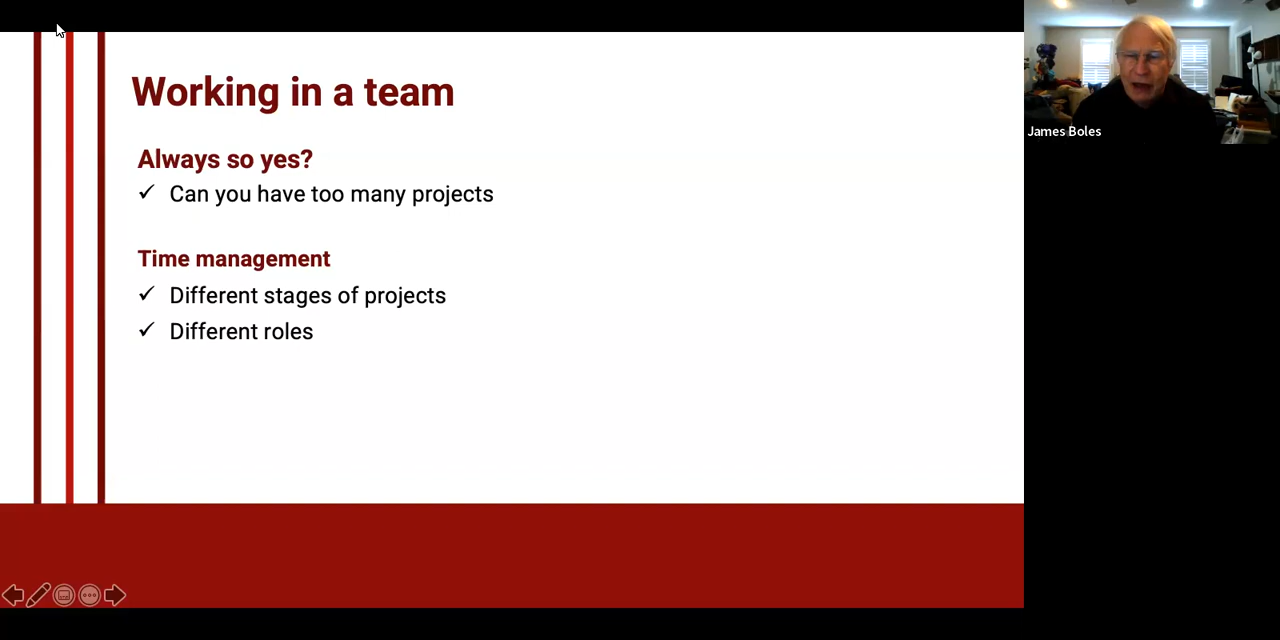 Working in a team
Always so yes?
✓ Can you have too many projects
Time management
✓ Different stages of projects
✓ Different roles
James Boles